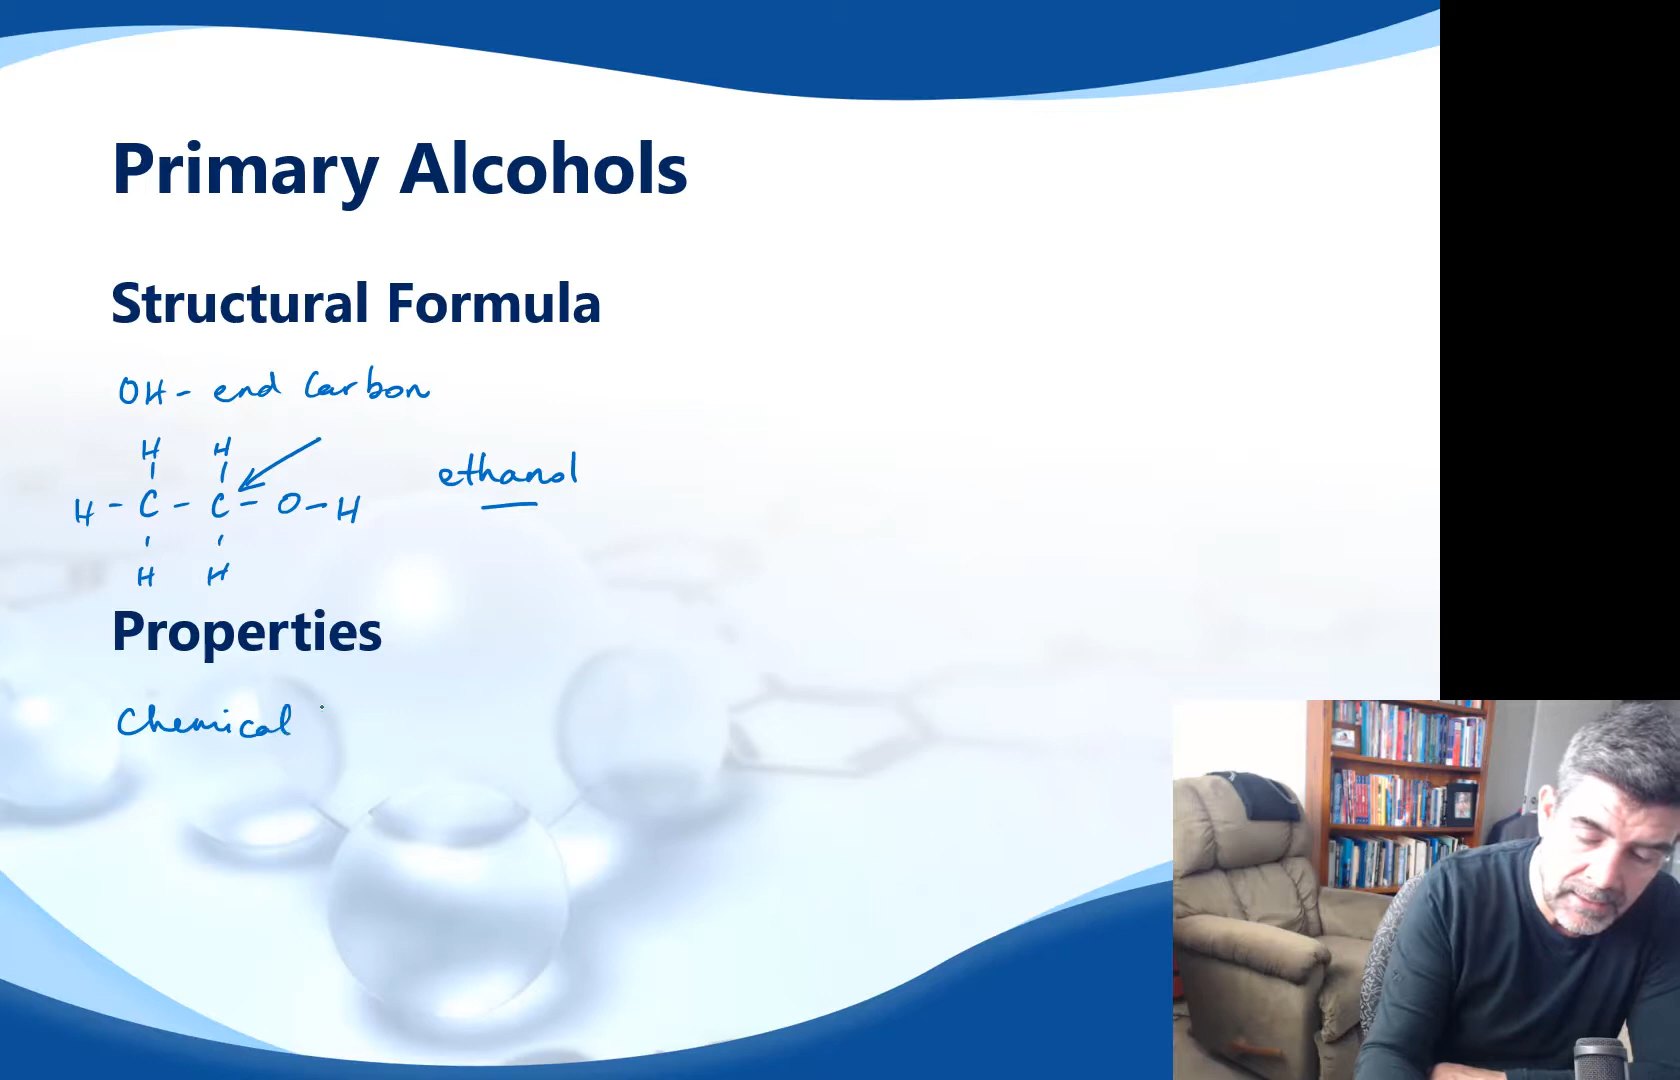 Primary Alcohols
Structural Formula
OH - end Carbon
H H
H - C - C - O - H
H H
ethanol
Properties
Chemical